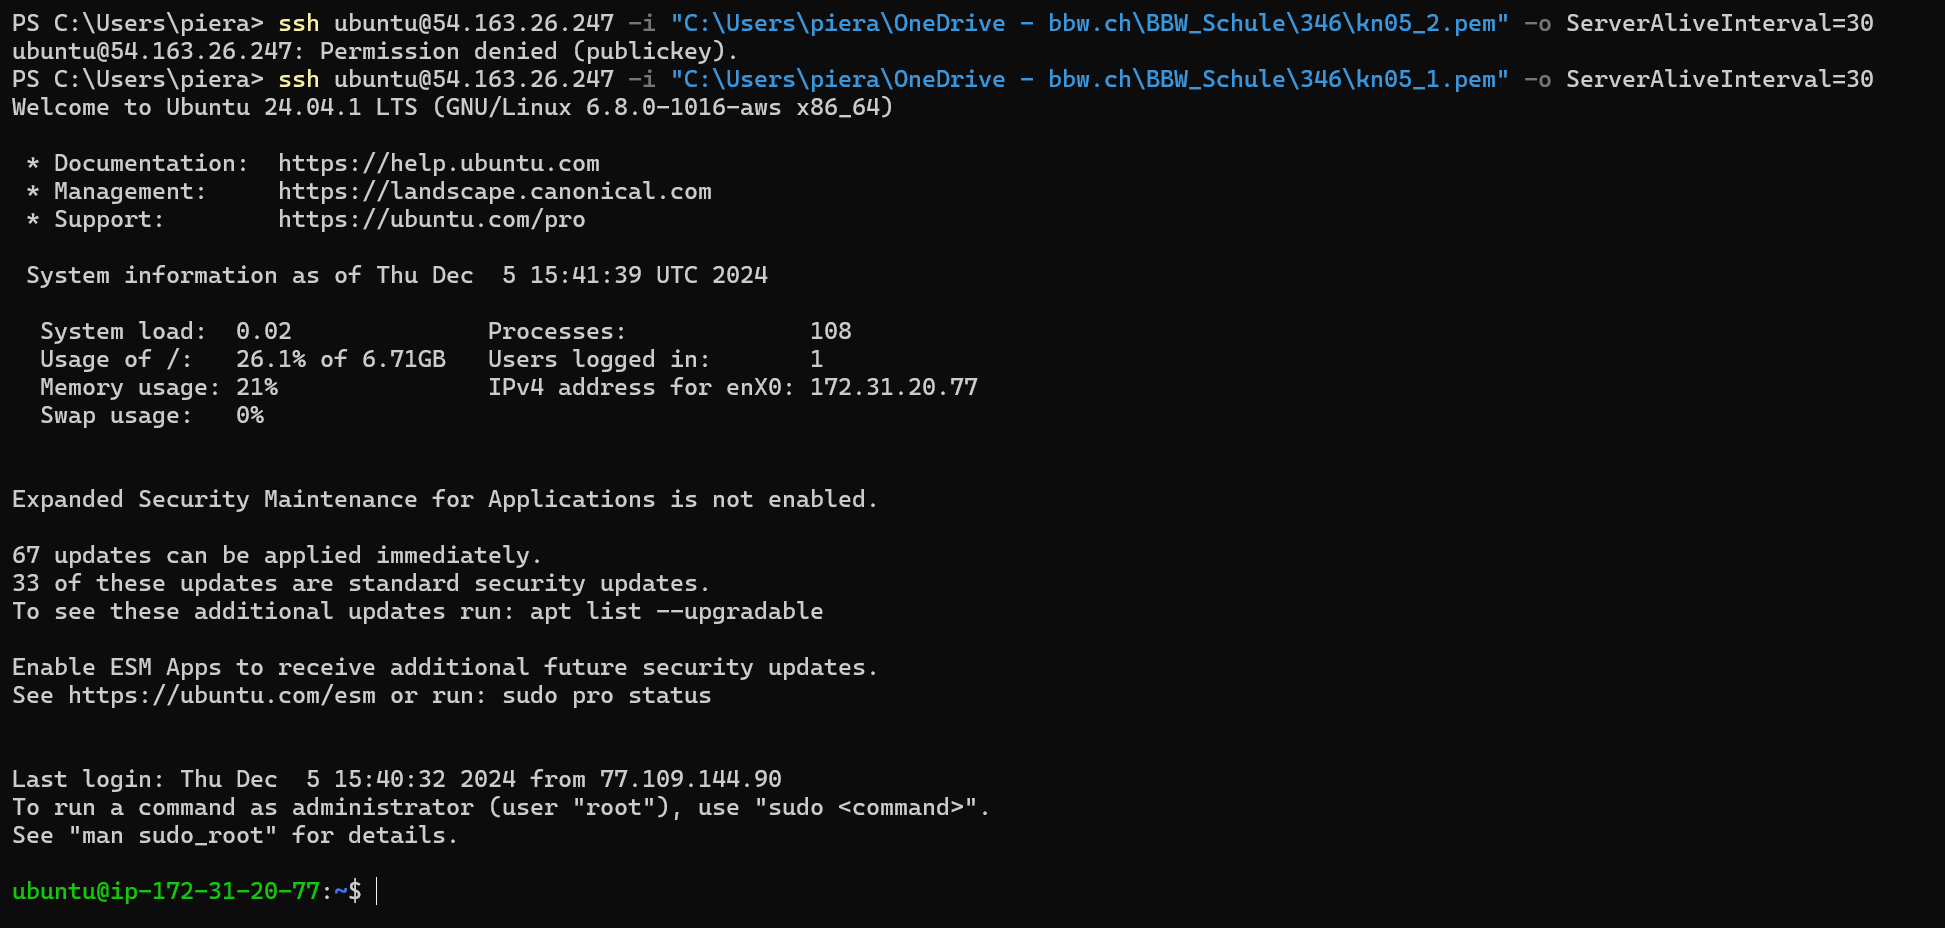 PS C:\Users\piera> ssh ubuntu@54.163.26.247 -i "C:\Users\piera\OneDrive - bbw.ch\BBW_Schule\346\kn05_2.pem" -o ServerAliveInterval=30
ubuntu@54.163.26.247: Permission denied (publickey).
PS C:\Users\piera> ssh ubuntu@54.163.26.247 -i "C:\Users\piera\OneDrive - bbw.ch\BBW_Schule\346\kn05_1.pem" -o ServerAliveInterval=30
Welcome to Ubuntu 24.04.1 LTS (GNU/Linux 6.8.0-1016-aws x86_64)

 * Documentation:  https://help.ubuntu.com
 * Management:     https://landscape.canonical.com
 * Support:        https://ubuntu.com/pro

 System information as of Thu Dec  5 15:41:39 UTC 2024

  System load:  0.02              Processes:             108
  Usage of /:   26.1% of 6.71GB   Users logged in:       1
  Memory usage: 21%               IPv4 address for enX0: 172.31.20.77
  Swap usage:   0%

Expanded Security Maintenance for Applications is not enabled.

67 updates can be applied immediately.
33 of these updates are standard security updates.
To see these additional updates run: apt list --upgradable

Enable ESM Apps to receive additional future security updates.
See https://ubuntu.com/esm or run: sudo pro status

Last login: Thu Dec  5 15:40:32 2024 from 77.109.144.90
To run a command as administrator (user "root"), use "sudo <command>".
See "man sudo_root" for details.

ubuntu@ip-172-31-20-77:~$